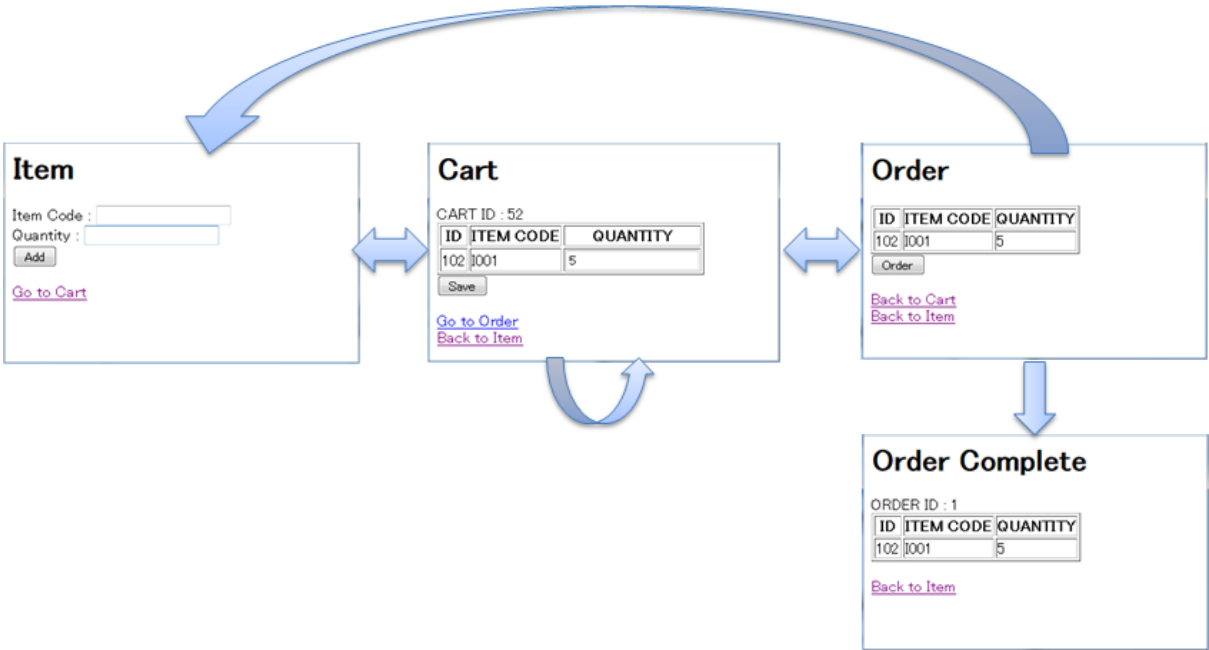 Item
Item Code :
Quantity :
Add
Go to Cart
Cart
CART ID : 52
ID ITEM CODE QUANTITY
102 I001 5
Save
Go to Order
Back to Item
Order
ID ITEM CODE QUANTITY
102 I001 5
Order
Back to Cart
Back to Item
Order Complete
ORDER ID : 1
ID ITEM CODE QUANTITY
102 I001 5
Back to Item